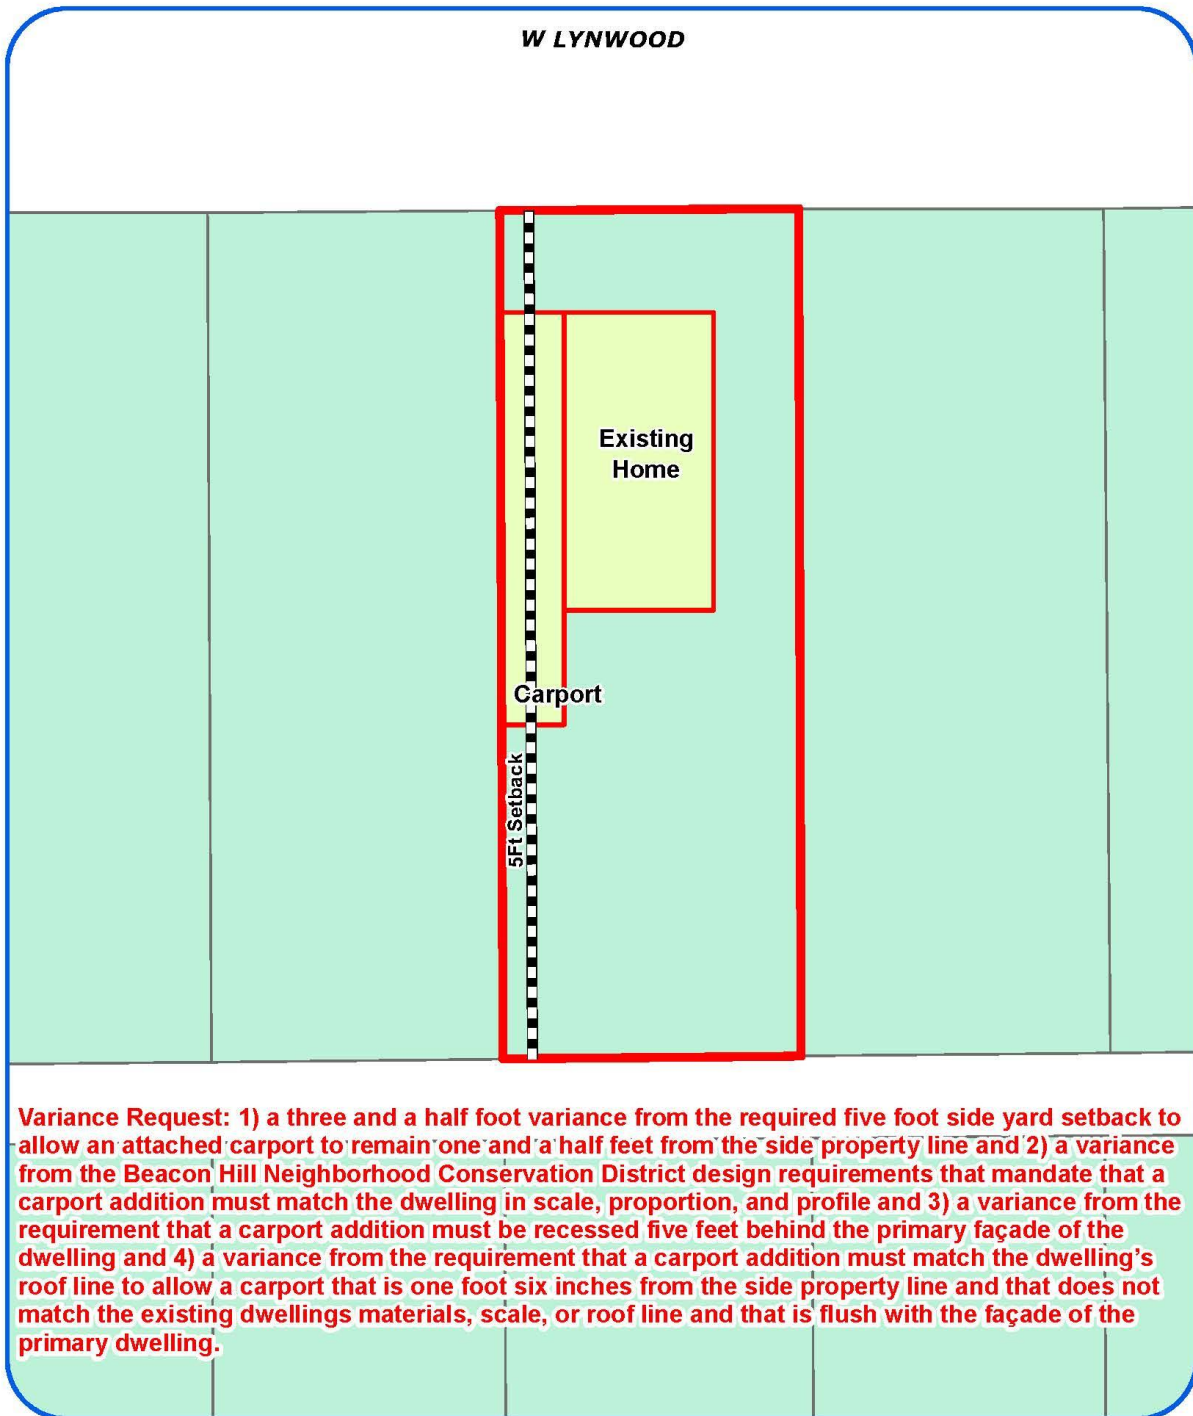 W LYNWOOD
Existing
Home
Carport
5Ft Setback
Variance Request: 1) a three and a half foot variance from the required five foot side yard setback to
allow an attached carport to remain one and a half feet from the side property line and 2) a variance
from the Beacon Hill Neighborhood Conservation District design requirements that mandate that a
carport addition must match the dwelling in scale, proportion, and profile and 3) a variance from the
requirement that a carport addition must be recessed five feet behind the primary façade of the
dwelling and 4) a variance from the requirement that a carport addition must match the dwelling’s
roof line to allow a carport that is one foot six inches from the side property line and that does not
match the existing dwellings materials, scale, or roof line and that is flush with the façade of the
primary dwelling.